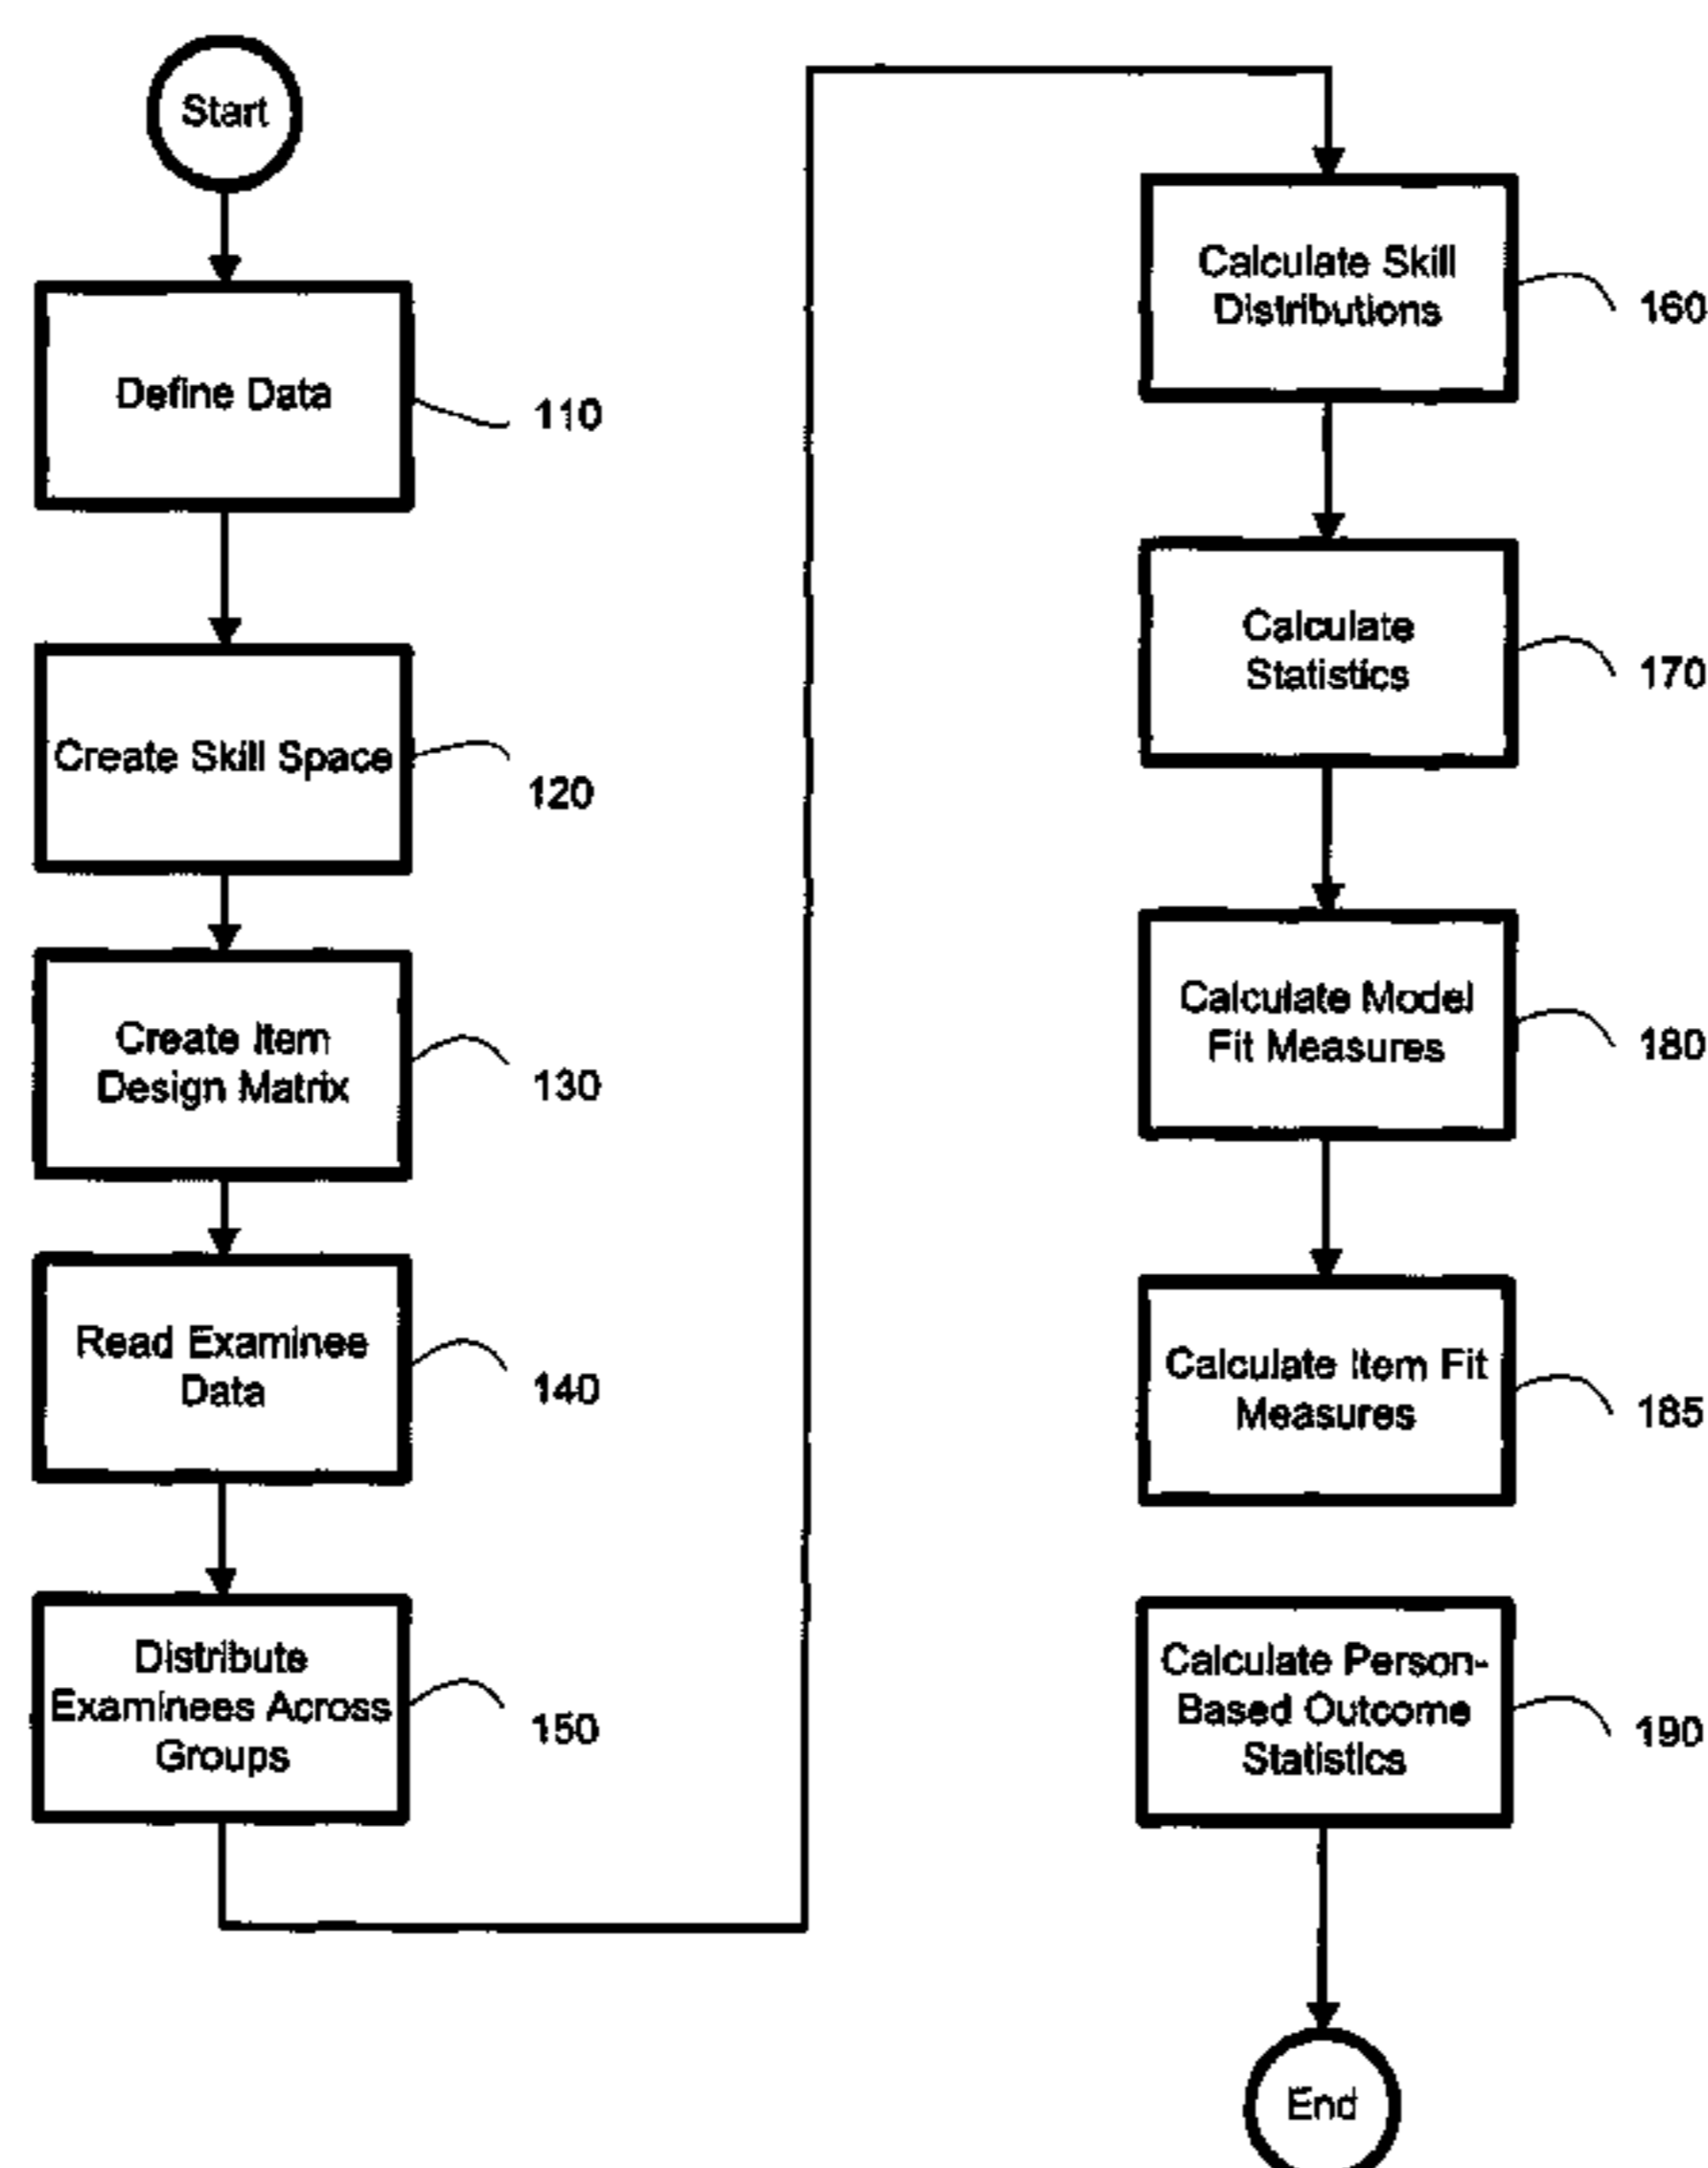 Start
Define Data
110
Create Skill Space
120
Create Item
Design Matrix
130
Read Examinee
Data
140
Distribute
Examinees Across
Groups
150
Calculate Skill
Distributions
160
Calculate
Statistics
170
Calculate Model
Fit Measures
180
Calculate Item Fit
Measures
185
Calculate Person-
Based Outcome
Statistics
190
End